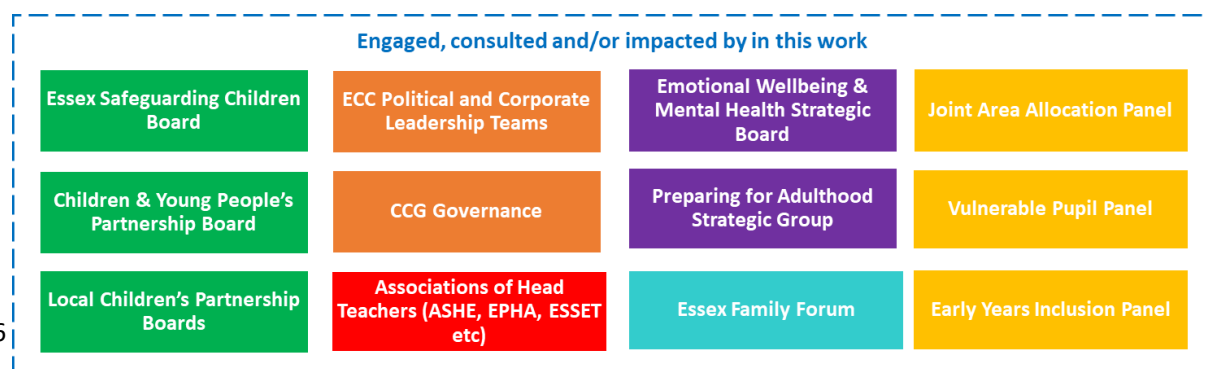 Engaged, consulted and/or impacted by in this work
Essex Safeguarding Children
Board
ECC Political and Corporate
Leadership Teams
Emotional Wellbeing &
Mental Health Strategic
Board
Joint Area Allocation Panel
Children & Young People's
Partnership Board
CCG Governance
Preparing for Adulthood
Strategic Group
Vulnerable Pupil Panel
Local Children's Partnership
Boards
Associations of Head
Teachers (ASHE, EPHA, ESSET
etc)
Essex Family Forum
Early Years Inclusion Panel
6